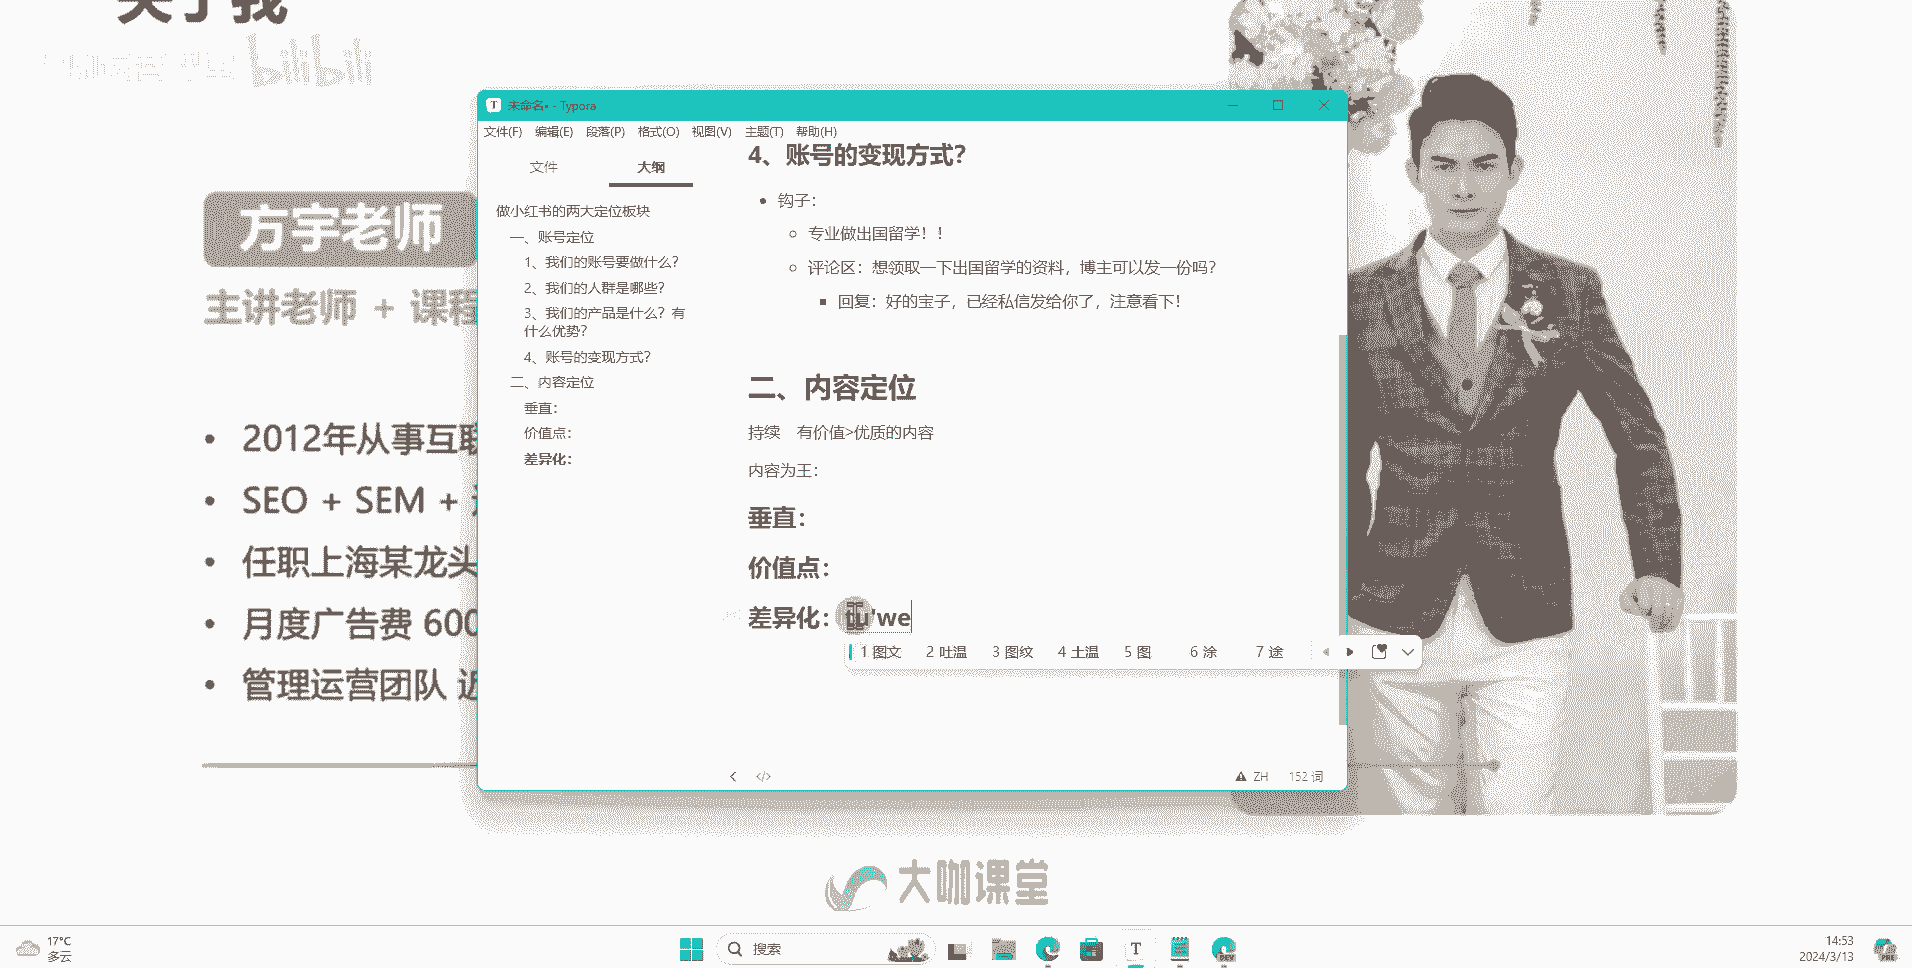 关于我
bilibili
方宇老师
主讲老师 + 课程
2012年从事互联
SEO + SEM +
任职上海某龙头
月度广告费 600
管理运营团队 近
未命名• - Typora
文件(F) 编辑(E) 段落(P) 格式(O) 视图(V) 主题(T) 帮助(H)
文件 大纲
做小红书的两大定位板块
一、账号定位
1、我们的账号要做什么?
2、我们的人群是哪些?
3、我们的产品是什么? 有
什么优势?
4、账号的变现方式?
二、内容定位
垂直:
价值点:
差异化:
4、账号的变现方式?
钩子:
专业做出国留学! !
评论区: 想领取一下出国留学的资料, 博主可以发一份吗?
回复: 好的宝子, 已经私信发给你了, 注意看下!
二、内容定位
持续 有价值>优质的内容
内容为王:
垂直:
价值点:
差异化: tu'we
1 图文 2 吐温 3 图纹 4 土温 5 图 6 涂 7 途
</> ZH 152 词
大咖课堂
17°C
多云
搜索
T
DEV
14:53
2024/3/13
PRE